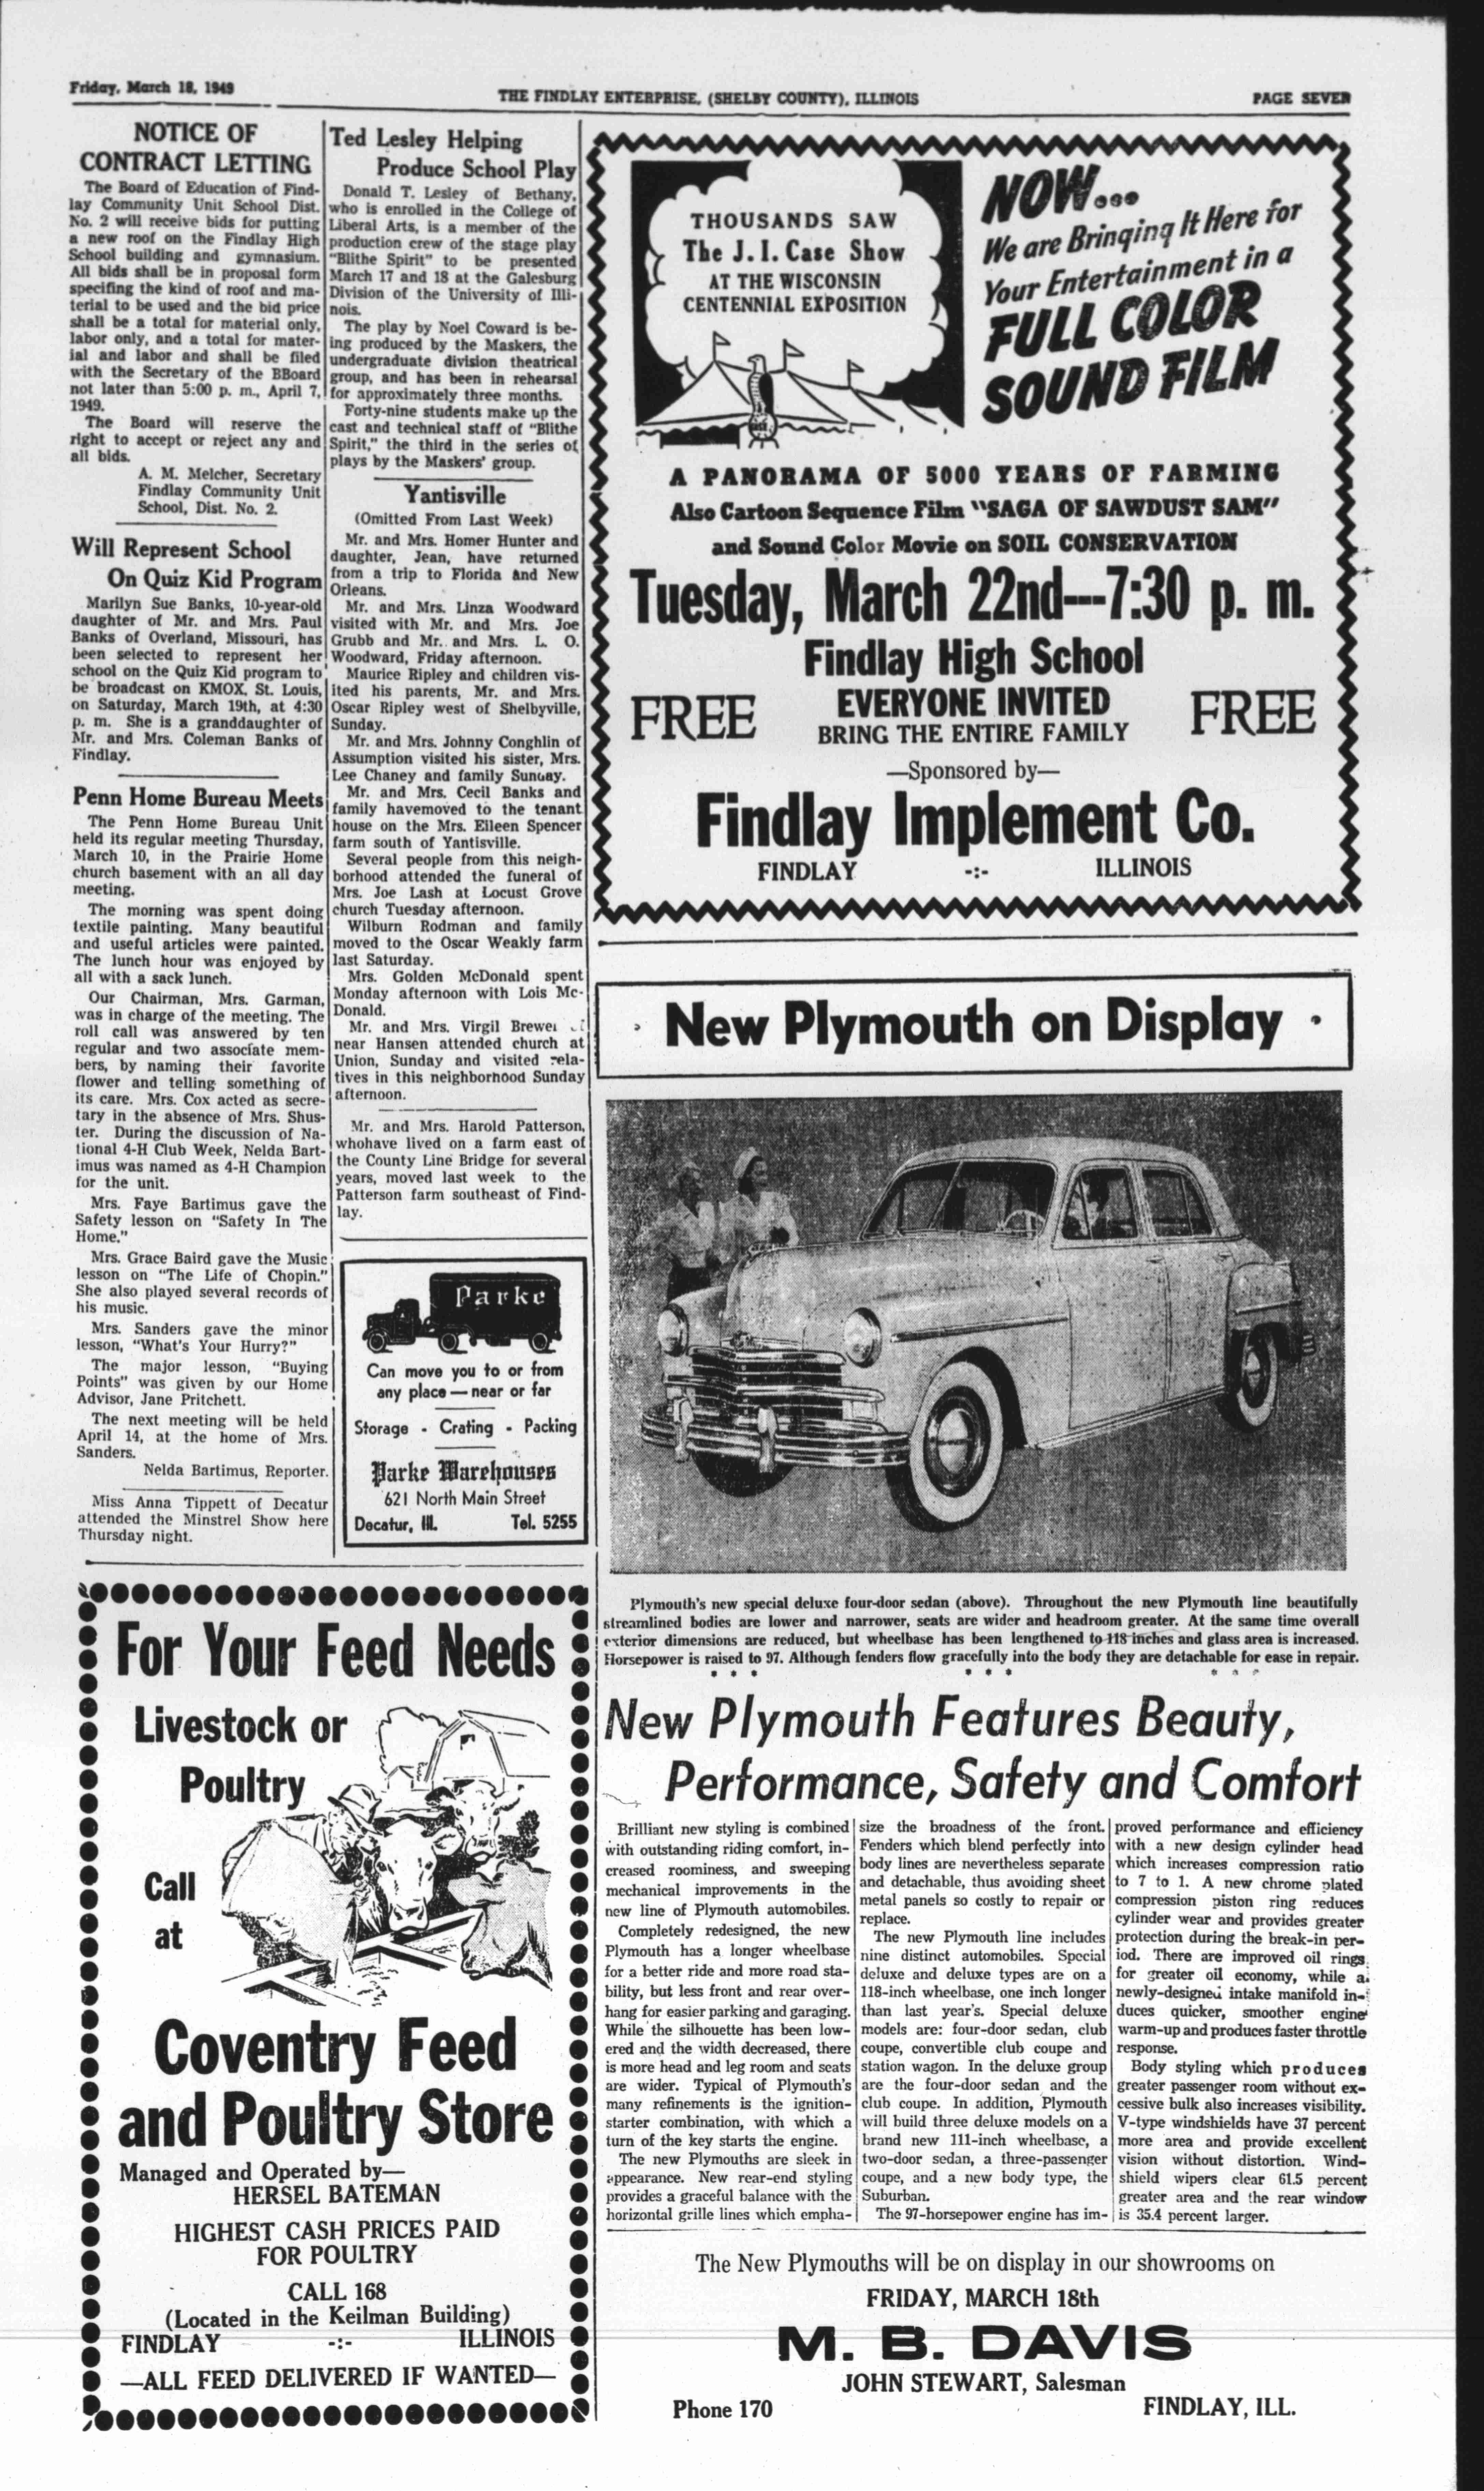 Friday, March 18, 1949
THE FINDLAY ENTERPRISE, (SHELBY COUNTY), ILLINOIS
PAGE SEVEN
NOTICE OF
CONTRACT LETTING
The Board of Education of Find-
lay Community Unit School Dist.
No. 2 will receive bids for putting
a new roof on the Findlay High
School building and gymnasium.
All bids shall be in proposal form
specifing the kind of roof and ma-
terial to be used and the bid price
shall be a total for material only,
labor only, and a total for mater-
ial and labor and shall be filed
with the Secretary of the BBoard
not later than 5:00 p. m., April 7,
1949.
The Board will reserve the
right to accept or reject any and
all bids.
A. M. Melcher, Secretary
Findlay Community Unit
School, Dist. No. 2.
Will Represent School
On Quiz Kid Program
Marilyn Sue Banks, 10-year-old
daughter of Mr. and Mrs. Paul
Banks of Overland, Missouri, has
been selected to represent her
school on the Quiz Kid program to
be broadcast on KMOX, St. Louis,
on Saturday, March 19th, at 4:30
p. m. She is a granddaughter of
Mr. and Mrs. Coleman Banks of
Findlay.
Penn Home Bureau Meets
The Penn Home Bureau Unit
held its regular meeting Thursday,
March 10, in the Prairie Home
church basement with an all day
meeting.
The morning was spent doing
textile painting. Many beautiful
and useful articles were painted.
The lunch hour was enjoyed by
all with a sack lunch.
Our Chairman, Mrs. Garman,
was in charge of the meeting. The
roll call was answered by ten
regular and two associate mem-
bers, by naming their favorite
flower and telling something of
its care. Mrs. Cox acted as secre-
tary in the absence of Mrs. Shus-
ter. During the discussion of Na-
tional 4-H Club Week, Nelda Bart-
imus was named as 4-H Champion
for the unit.
Mrs. Faye Bartimus gave the
Safety lesson on "Safety In The
Home."
Mrs. Grace Baird gave the Music
lesson on "The Life of Chopin."
She also played several records of
his music.
Mrs. Sanders gave the minor
lesson, "What's Your Hurry?"
The major lesson, "Buying
Points" was given by our Home
Advisor, Jane Pritchett.
The next meeting will be held
April 14, at the home of Mrs.
Sanders.
Nelda Bartimus, Reporter.
Miss Anna Tippett of Decatur
attended the Minstrel Show here
Thursday night.
Ted Lesley Helping
Produce School Play
Donald T. Lesley of Bethany,
who is enrolled in the College of
Liberal Arts, is a member of the
production crew of the stage play
"Blithe Spirit" to be presented
March 17 and 18 at the Galesburg
Division of the University of Illi-
nois.
The play by Noel Coward is be-
ing produced by the Maskers, the
undergraduate division theatrical
group, and has been in rehearsal
for approximately three months.
Forty-nine students make up the
cast and technical staff of "Blithe
Spirit," the third in the series of
plays by the Maskers' group.
Yantisville
(Omitted From Last Week)
Mr. and Mrs. Homer Hunter and
daughter, Jean, have returned
from a trip to Florida and New
Orleans.
Mr. and Mrs. Linza Woodward
visited with Mr. and Mrs. Joe
Grubb and Mr. and Mrs. L. O.
Woodward, Friday afternoon.
Maurice Ripley and children vis-
ited his parents, Mr. and Mrs.
Oscar Ripley west of Shelbyville,
Sunday.
Mr. and Mrs. Johnny Conghlin of
Assumption visited his sister, Mrs.
Lee Chaney and family Sunday.
Mr. and Mrs. Cecil Banks and
family havemoved to the tenant
house on the Mrs. Eileen Spencer
farm south of Yantisville.
Several people from this neigh-
borhood attended the funeral of
Mrs. Joe Lash at Locust Grove
church Tuesday afternoon.
Wilburn Rodman and family
moved to the Oscar Weakly farm
last Saturday.
Mrs. Golden McDonald spent
Monday afternoon with Lois Mc-
Donald.
Mr. and Mrs. Virgil Brewer
near Hansen attended church at
Union, Sunday and visited rela-
tives in this neighborhood Sunday
afternoon.
Mr. and Mrs. Harold Patterson,
whohave lived on a farm east of
the County Line Bridge for several
years, moved last week to the
Patterson farm southeast of Find-
lay.
Parke
Can move you to or from
any place — near or far
Storage - Crating - Packing
Parke Warehouses
621 North Main Street
Decatur, Ill. Tel. 5255
For Your Feed Needs
Livestock or
Poultry
Call
at
Coventry Feed
and Poultry Store
Managed and Operated by—
HERSEL BATEMAN
HIGHEST CASH PRICES PAID
FOR POULTRY
CALL 168
(Located in the Keilman Building)
FINDLAY -:- ILLINOIS
—ALL FEED DELIVERED IF WANTED—
THOUSANDS SAW
The J. I. Case Show
AT THE WISCONSIN
CENTENNIAL EXPOSITION
NOW...
We are Bringing It Here for
Your Entertainment in a
FULL COLOR
SOUND FILM
A PANORAMA OF 5000 YEARS OF FARMING
Also Cartoon Sequence Film "SAGA OF SAWDUST SAM"
and Sound Color Movie on SOIL CONSERVATION
Tuesday, March 22nd---7:30 p. m.
Findlay High School
FREE EVERYONE INVITED FREE
BRING THE ENTIRE FAMILY
—Sponsored by—
Findlay Implement Co.
FINDLAY -:- ILLINOIS
New Plymouth on Display
Plymouth's new special deluxe four-door sedan (above). Throughout the new Plymouth line beautifully
streamlined bodies are lower and narrower, seats are wider and headroom greater. At the same time overall
exterior dimensions are reduced, but wheelbase has been lengthened to 118 inches and glass area is increased.
Horsepower is raised to 97. Although fenders flow gracefully into the body they are detachable for ease in repair.
New Plymouth Features Beauty,
Performance, Safety and Comfort
Brilliant new styling is combined
with outstanding riding comfort, in-
creased roominess, and sweeping
mechanical improvements in the
new line of Plymouth automobiles.
Completely redesigned, the new
Plymouth has a longer wheelbase
for a better ride and more road sta-
bility, but less front and rear over-
hang for easier parking and garaging.
While the silhouette has been low-
ered and the width decreased, there
is more head and leg room and seats
are wider. Typical of Plymouth's
many refinements is the ignition-
starter combination, with which a
turn of the key starts the engine.
The new Plymouths are sleek in
appearance. New rear-end styling
provides a graceful balance with the
horizontal grille lines which empha-
size the broadness of the front.
Fenders which blend perfectly into
body lines are nevertheless separate
and detachable, thus avoiding sheet
metal panels so costly to repair or
replace.
The new Plymouth line includes
nine distinct automobiles. Special
deluxe and deluxe types are on a
118-inch wheelbase, one inch longer
than last year's. Special deluxe
models are: four-door sedan, club
coupe, convertible club coupe and
station wagon. In the deluxe group
are the four-door sedan and the
club coupe. In addition, Plymouth
will build three deluxe models on a
brand new 111-inch wheelbase, a
two-door sedan, a three-passenger
coupe, and a new body type, the
Suburban.
The 97-horsepower engine has im-
proved performance and efficiency
with a new design cylinder head
which increases compression ratio
to 7 to 1. A new chrome plated
compression piston ring reduces
cylinder wear and provides greater
protection during the break-in per-
iod. There are improved oil rings
for greater oil economy, while a
newly-designed intake manifold in-
duces quicker, smoother engine
warm-up and produces faster throttle
response.
Body styling which produces
greater passenger room without ex-
cessive bulk also increases visibility.
V-type windshields have 37 percent
more area and provide excellent
vision without distortion. Wind-
shield wipers clear 61.5 percent
greater area and the rear window
is 35.4 percent larger.
The New Plymouths will be on display in our showrooms on
FRIDAY, MARCH 18th
M. B. DAVIS
JOHN STEWART, Salesman
Phone 170 FINDLAY, ILL.